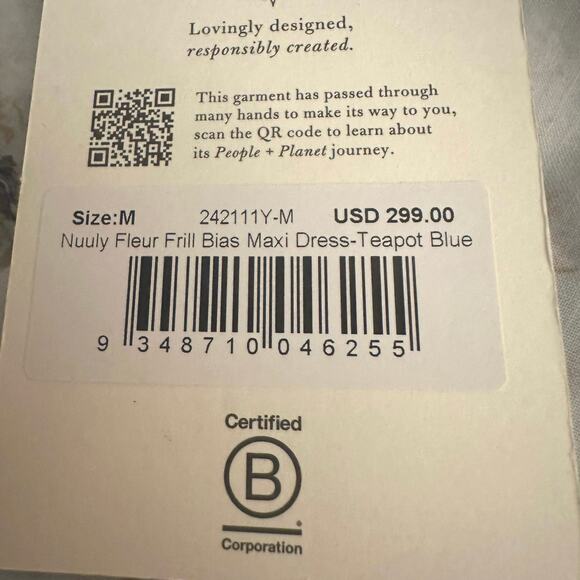 Lovingly designed,
responsibly created.
This garment has passed through
many hands to make its way to you,
scan the QR code to learn about
its People + Planet journey.
Size:M 242111Y-M USD 299.00
Nuuly Fleur Frill Bias Maxi Dress-Teapot Blue
9 348710 046255
Certified
B
Corporation